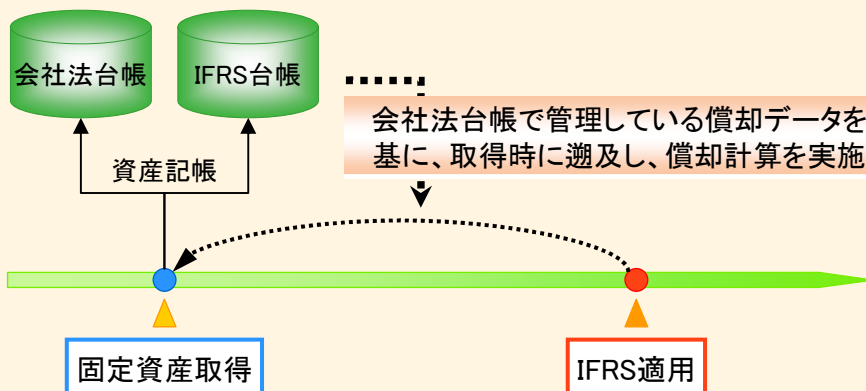 会社法台帳
IFRS台帳
会社法台帳で管理している償却データを
基に、取得時に遡及し、償却計算を実施
資産記帳
固定資産取得
IFRS適用